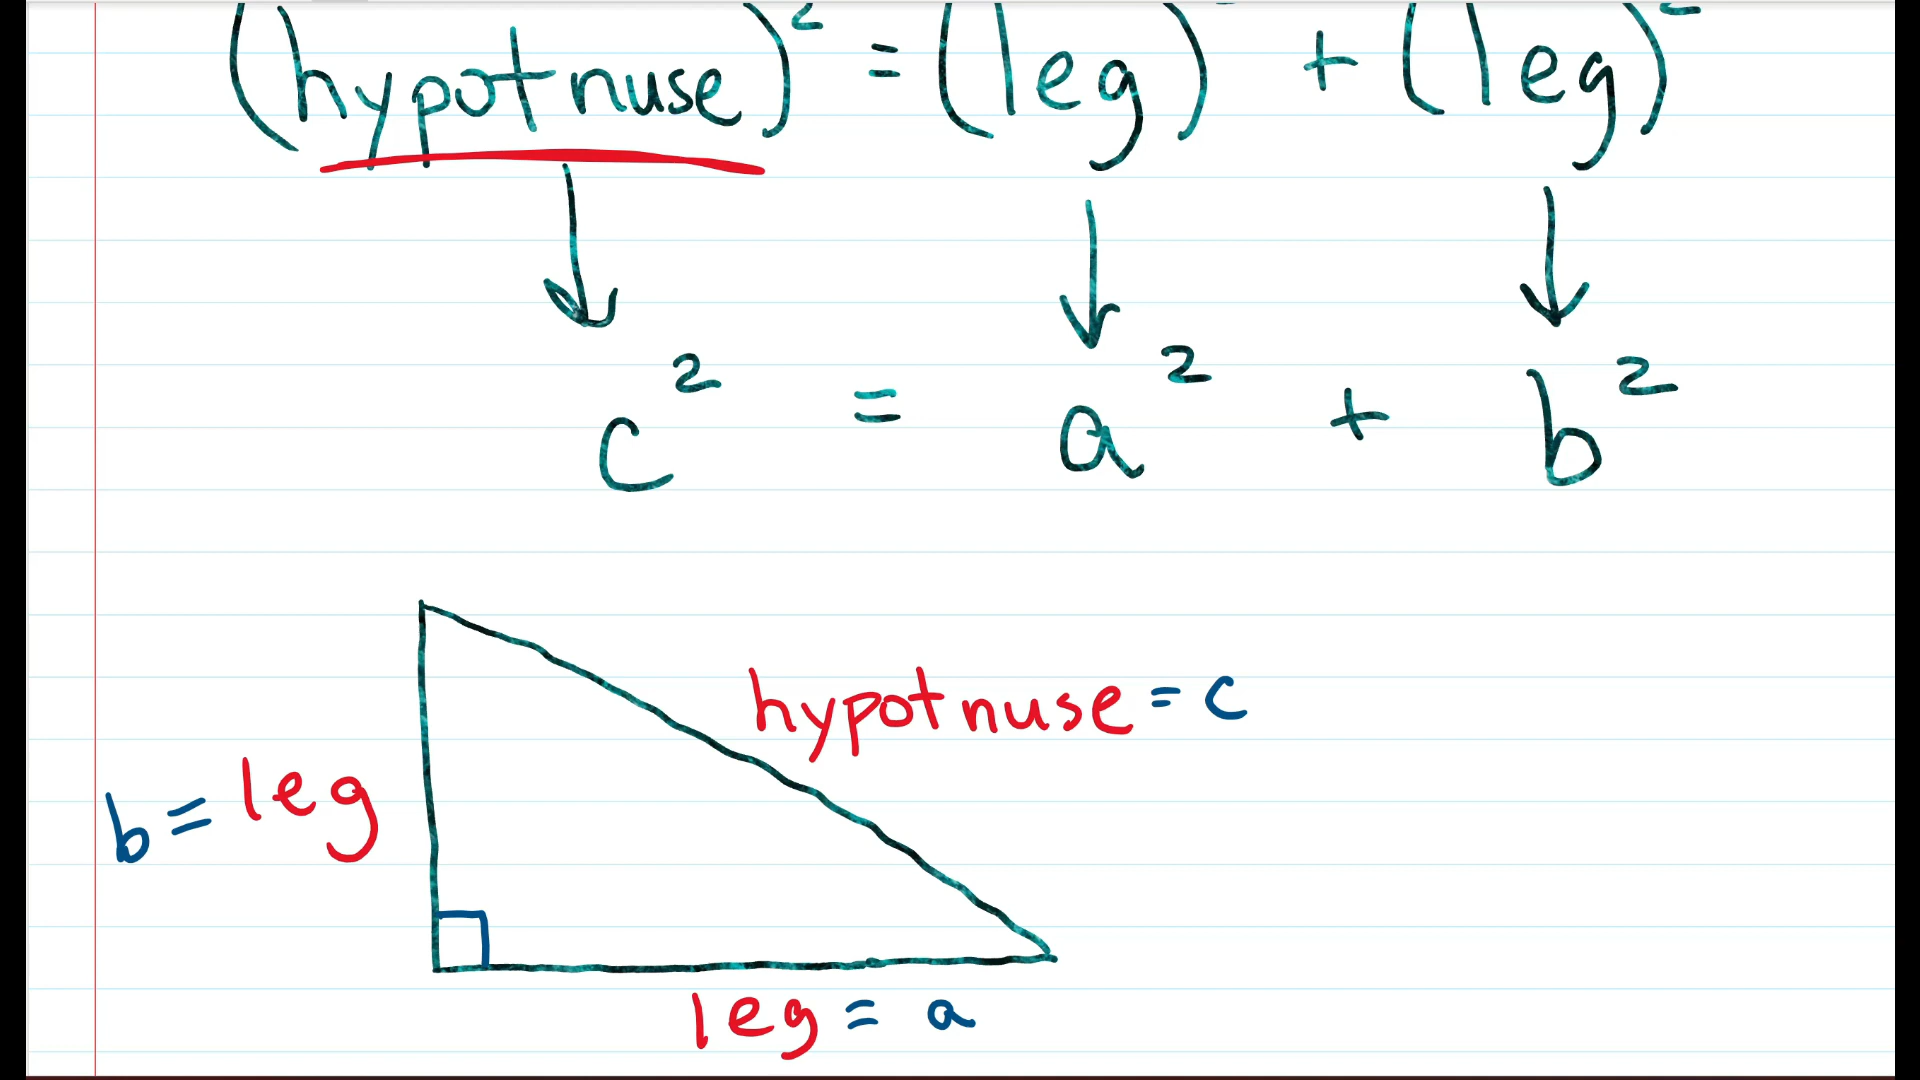 (hypotnuse)² = (leg)² + (leg)²
c² = a² + b²
hypotnuse = c
b = leg
leg = a